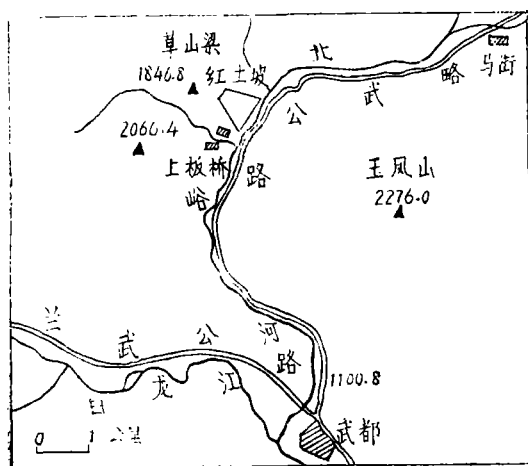 草山梁
北
1846.8
红土坡
马街
公 武 略
2060.4
上板桥
玉凤山
峪 路
2276.0
兰 武 公 河 路
龙 江
1100.8
0 1
武都